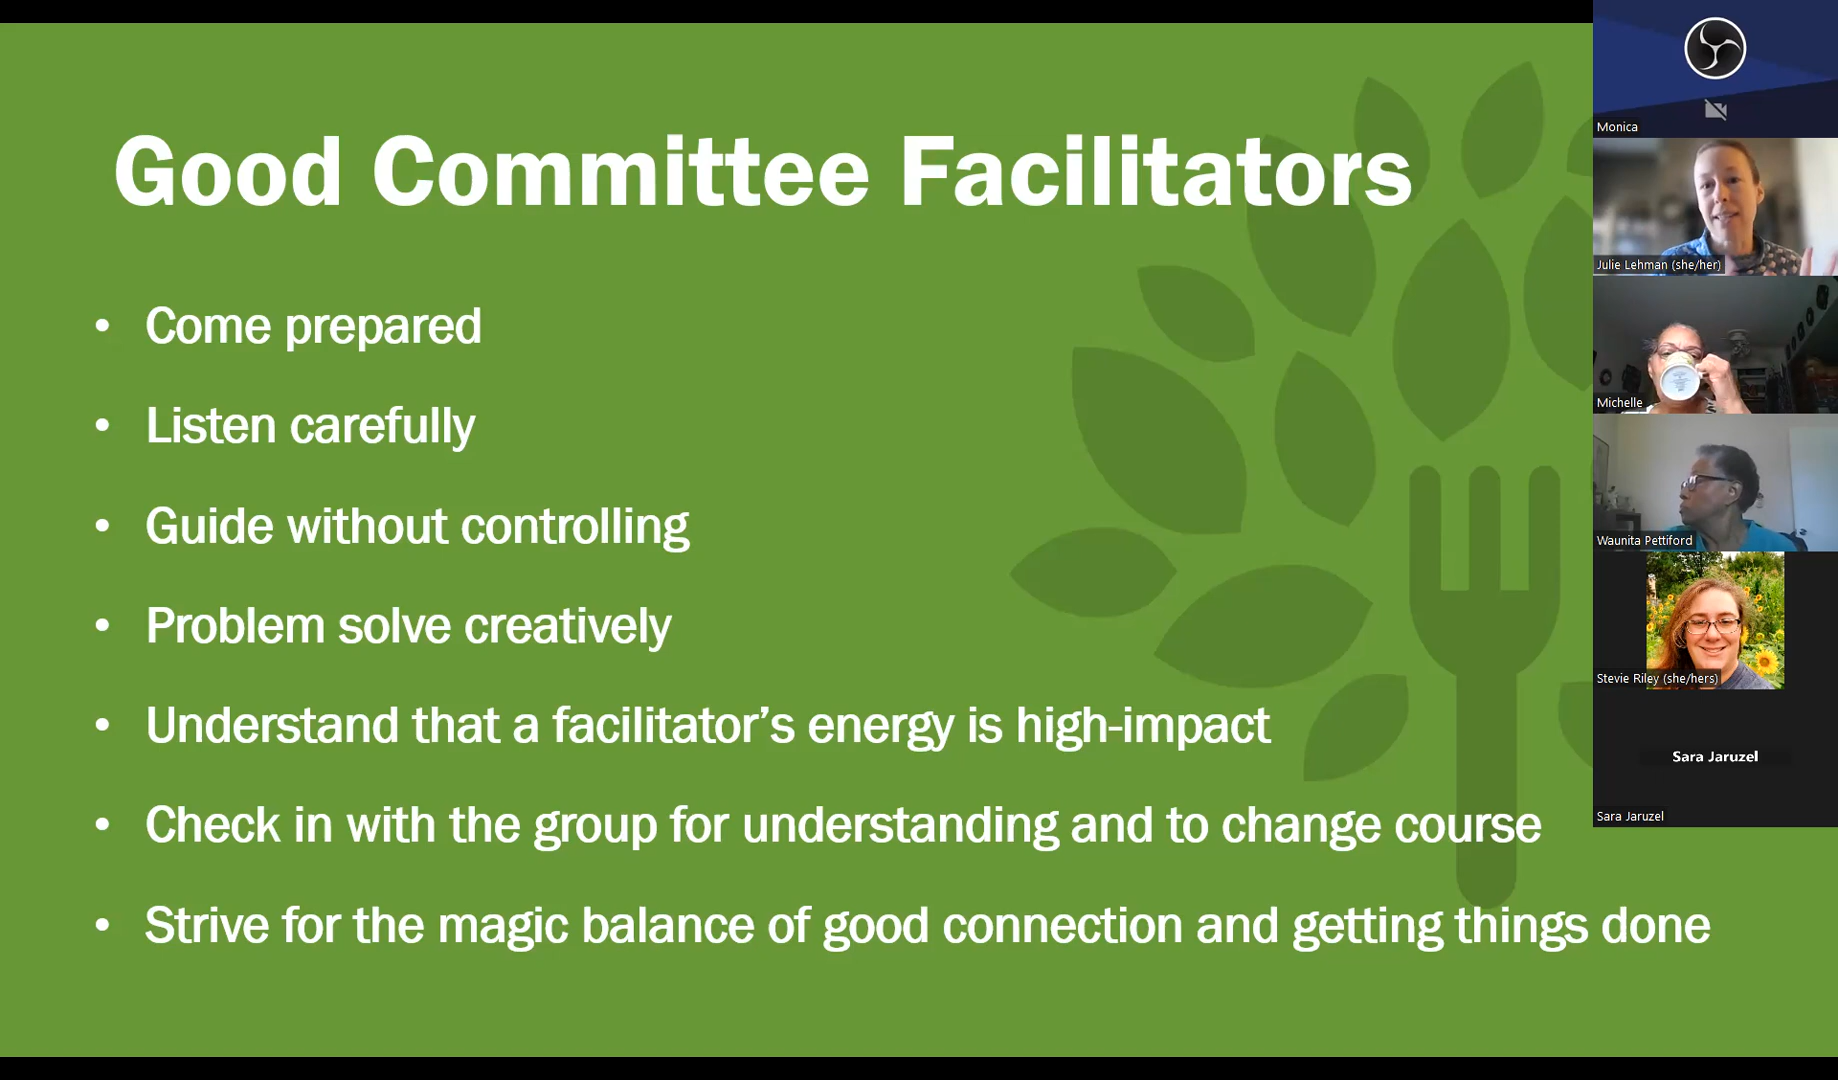 Good Committee Facilitators
• Come prepared
• Listen carefully
• Guide without controlling
• Problem solve creatively
• Understand that a facilitator’s energy is high-impact
• Check in with the group for understanding and to change course
• Strive for the magic balance of good connection and getting things done
Monica
Julie Lehman (she/her)
Michelle
Waunita Pettiford
Stevie Riley (she/hers)
Sara Jaruzel
Sara Jaruzel